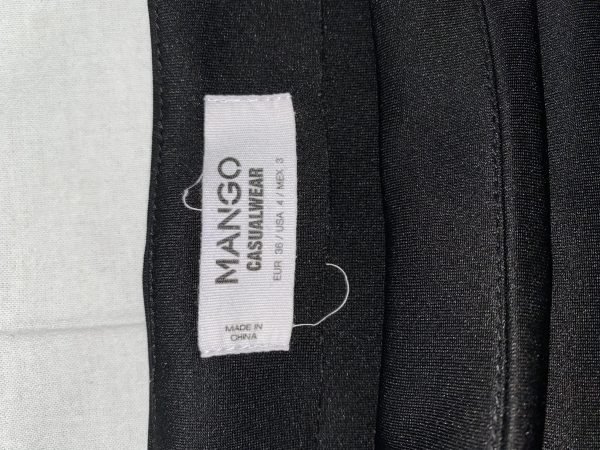 MANGO
CASUALWEAR
EUR 36 / USA 4 / MEX 3
MADE IN
CHINA